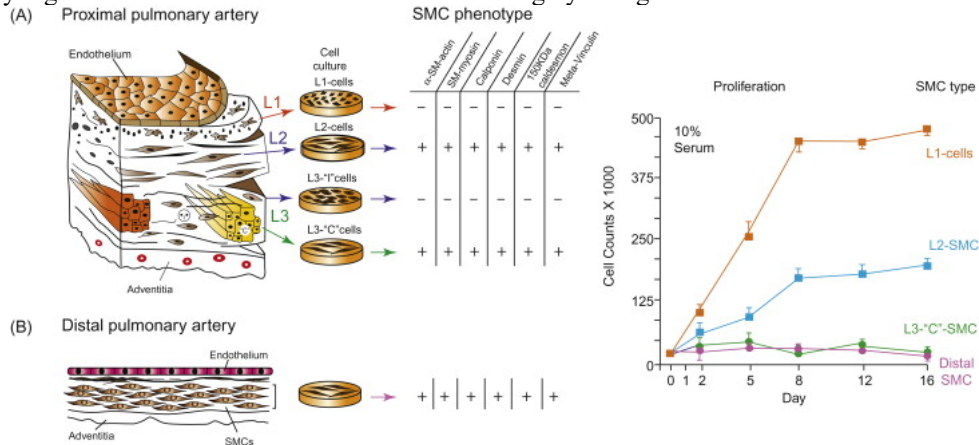 (A) Proximal pulmonary artery
SMC phenotype
Endothelium
Cell
culture
α-SM-actin
SM-myosin
Calponin
Desmin
150KDa
caldesmon
Meta-Vinculin
L1
L1-cells
– – – – – –
L2
L2-cells
+ + + + + +
L3-"I"cells
– – – – – –
L3
"C"
L3-"C"cells
+ + + + + +
Adventitia
(B) Distal pulmonary artery
Endothelium
+ + + + + +
Adventitia
SMCs
Proliferation
SMC type
10%
Serum
Cell Counts X 1000
500
375
250
125
0
0 1 2 5 8 12 16
Day
L1-cells
L2-SMC
L3-"C"-SMC
Distal
SMC